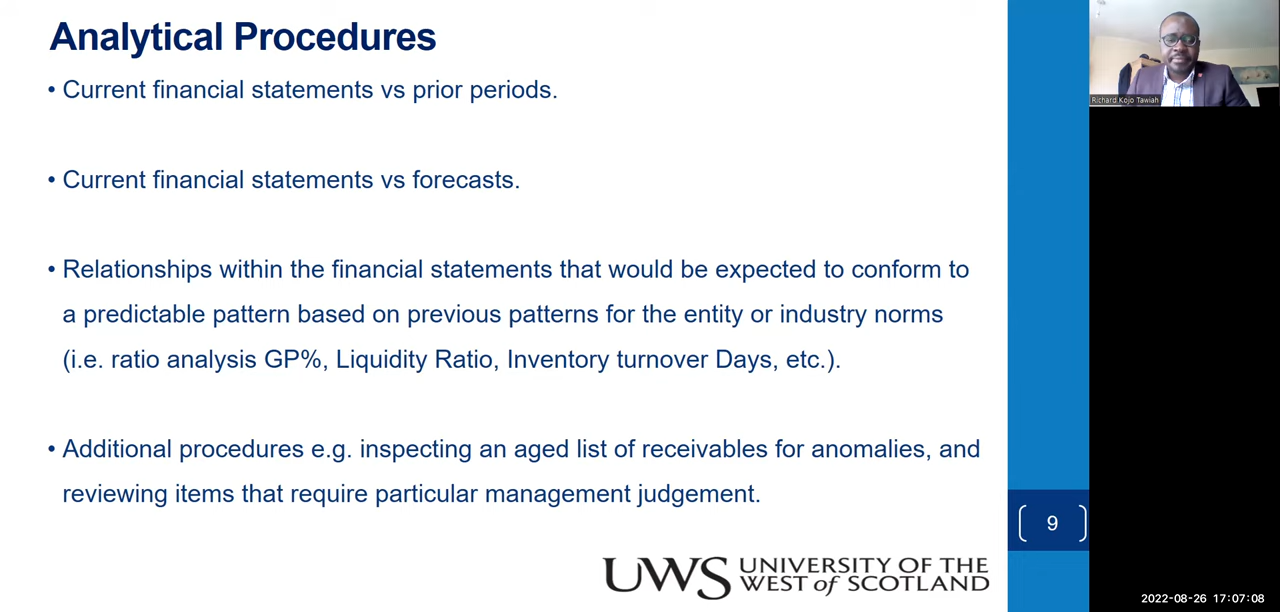 Analytical Procedures
• Current financial statements vs prior periods.
• Current financial statements vs forecasts.
• Relationships within the financial statements that would be expected to conform to
a predictable pattern based on previous patterns for the entity or industry norms
(i.e. ratio analysis GP%, Liquidity Ratio, Inventory turnover Days, etc.).
• Additional procedures e.g. inspecting an aged list of receivables for anomalies, and
reviewing items that require particular management judgement.
Richard Kojo Tawiah
9
UWS UNIVERSITY OF THE
WEST of SCOTLAND
2022-08-26 17:07:08